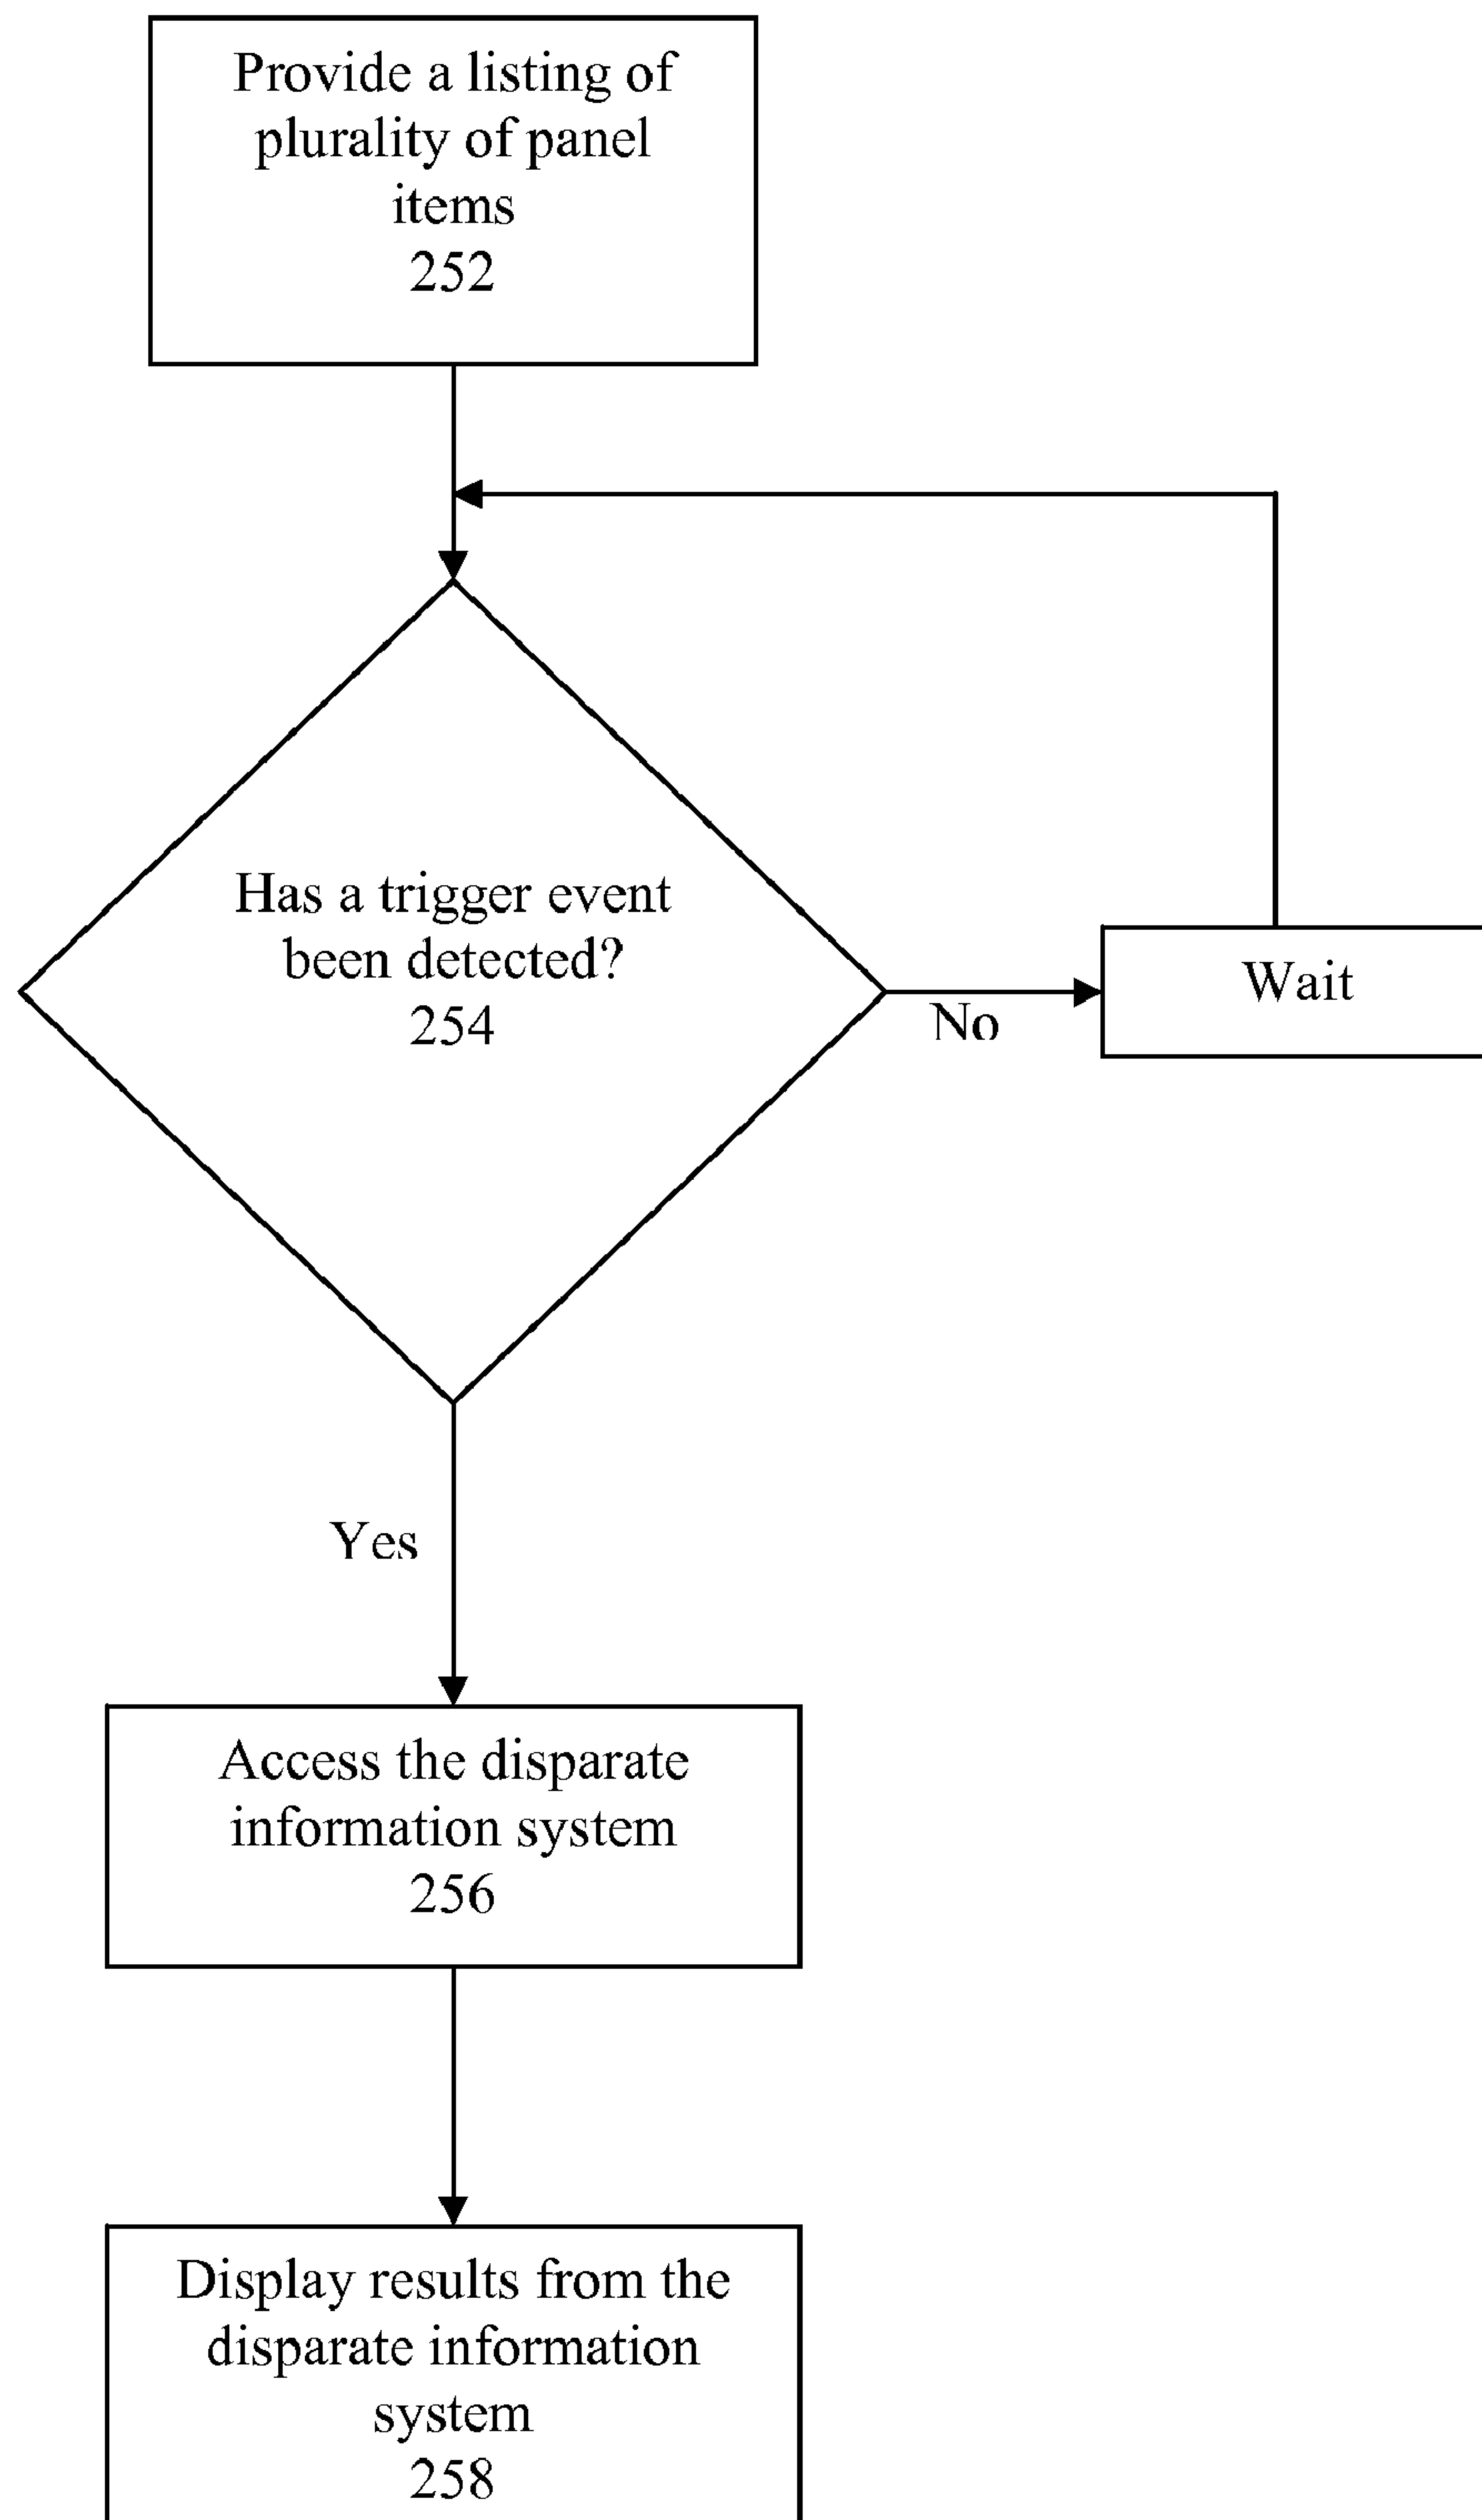 Provide a listing of
plurality of panel
items
252
Has a trigger event
been detected?
254
No
Wait
Yes
Access the disparate
information system
256
Display results from the
disparate information
system
258